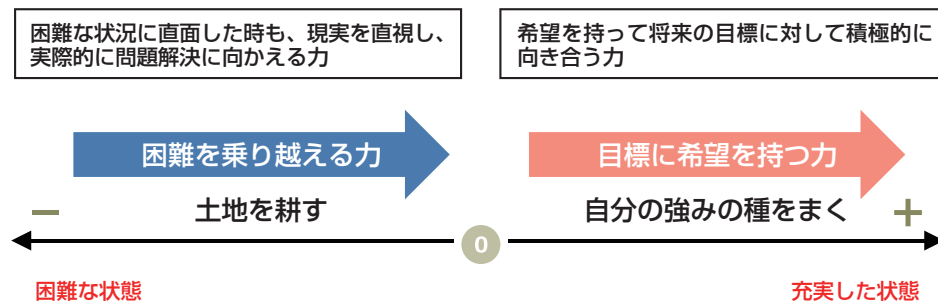 困難な状況に直面した時も、現実を直視し、
実際的に問題解決に向かえる力
希望を持って将来の目標に対して積極的に
向き合う力
困難を乗り越える力
目標に希望を持つ力
土地を耕す
自分の強みの種をまく
− +
0
困難な状態
充実した状態